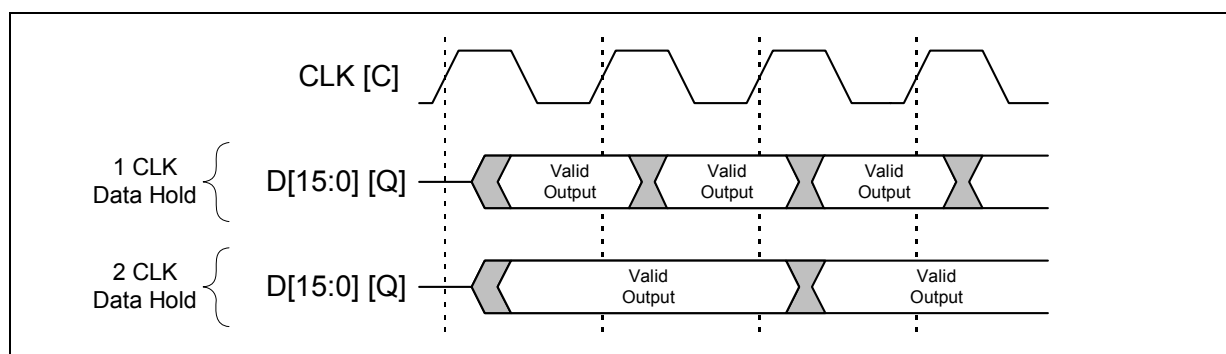 CLK [C]
1 CLK
Data Hold
D[15:0] [Q]
Valid
Output
Valid
Output
Valid
Output
2 CLK
Data Hold
D[15:0] [Q]
Valid
Output
Valid
Output